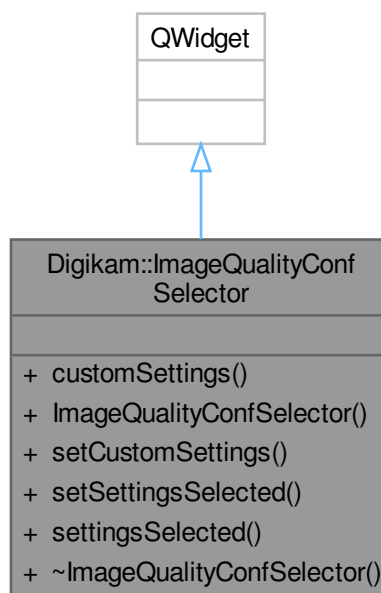 QWidget
Digikam::ImageQualityConf
Selector
+ customSettings()
+ ImageQualityConfSelector()
+ setCustomSettings()
+ setSettingsSelected()
+ settingsSelected()
+ ~ImageQualityConfSelector()